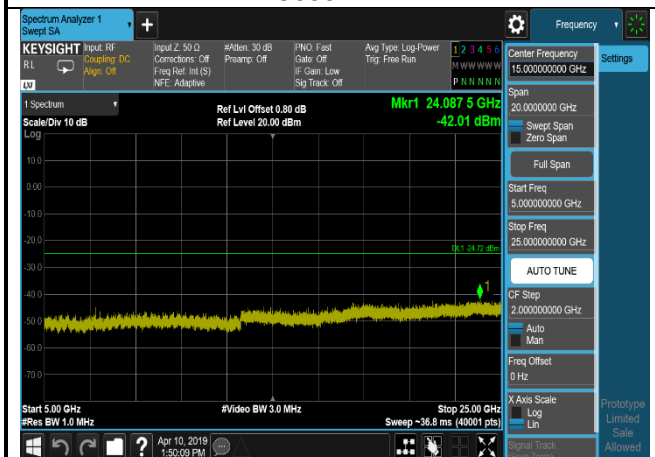 Spectrum Analyzer 1
Swept SA
+
Frequency
KEYSIGHT
RL
LXI
Input: RF
Coupling: DC
Align: Off
Input Z: 50 Ω
Corrections: Off
Freq Ref: Int (S)
NFE: Adaptive
#Atten: 30 dB
Preamp: Off
PNO: Fast
Gate: Off
IF Gain: Low
Sig Track: Off
Avg Type: Log-Power
Trig: Free Run
1 2 3 4 5 6
M W W W W W
P N N N N N
1 Spectrum
Scale/Div 10 dB
Log
Ref Lvl Offset 0.80 dB
Ref Level 20.00 dBm
Mkr1 24.087 5 GHz
-42.01 dBm
10.0
0.00
-10.0
-20.0
-30.0
-40.0
-50.0
-60.0
-70.0
DL1 -24.72 dBm
1
Start 5.00 GHz
#Res BW 1.0 MHz
#Video BW 3.0 MHz
Stop 25.00 GHz
Sweep ~36.8 ms (40001 pts)
Center Frequency
15.000000000 GHz
Settings
Span
20.0000000 GHz
Swept Span
Zero Span
Full Span
Start Freq
5.000000000 GHz
Stop Freq
25.000000000 GHz
AUTO TUNE
CF Step
2.000000000 GHz
Auto
Man
Freq Offset
0 Hz
X Axis Scale
Log
Lin
Signal Track
(Span Zoom)
Prototype
Limited
Sale
Allowed
?
Apr 10, 2019
1:50:09 PM